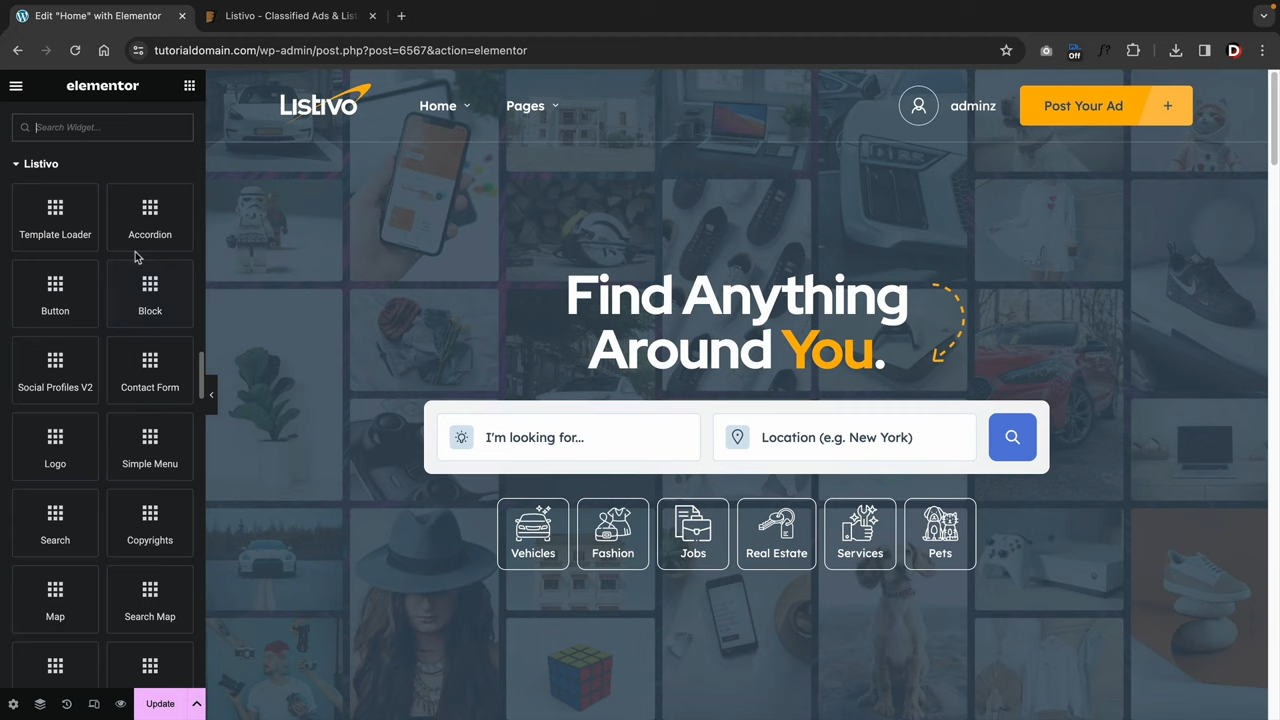 Edit "Home" with Elementor
Listivo - Classified Ads & List
tutorialdomain.com/wp-admin/post.php?post=6567&action=elementor
Off
f?
D
elementor
Search Widget...
Listivo
Template Loader
Accordion
Button
Block
Social Profiles V2
Contact Form
Logo
Simple Menu
Search
Copyrights
Map
Search Map
Update
Listivo
Home
Pages
adminz
Post Your Ad +
Find Anything
Around You.
I'm looking for...
Location (e.g. New York)
Vehicles
Fashion
Jobs
Real Estate
Services
Pets